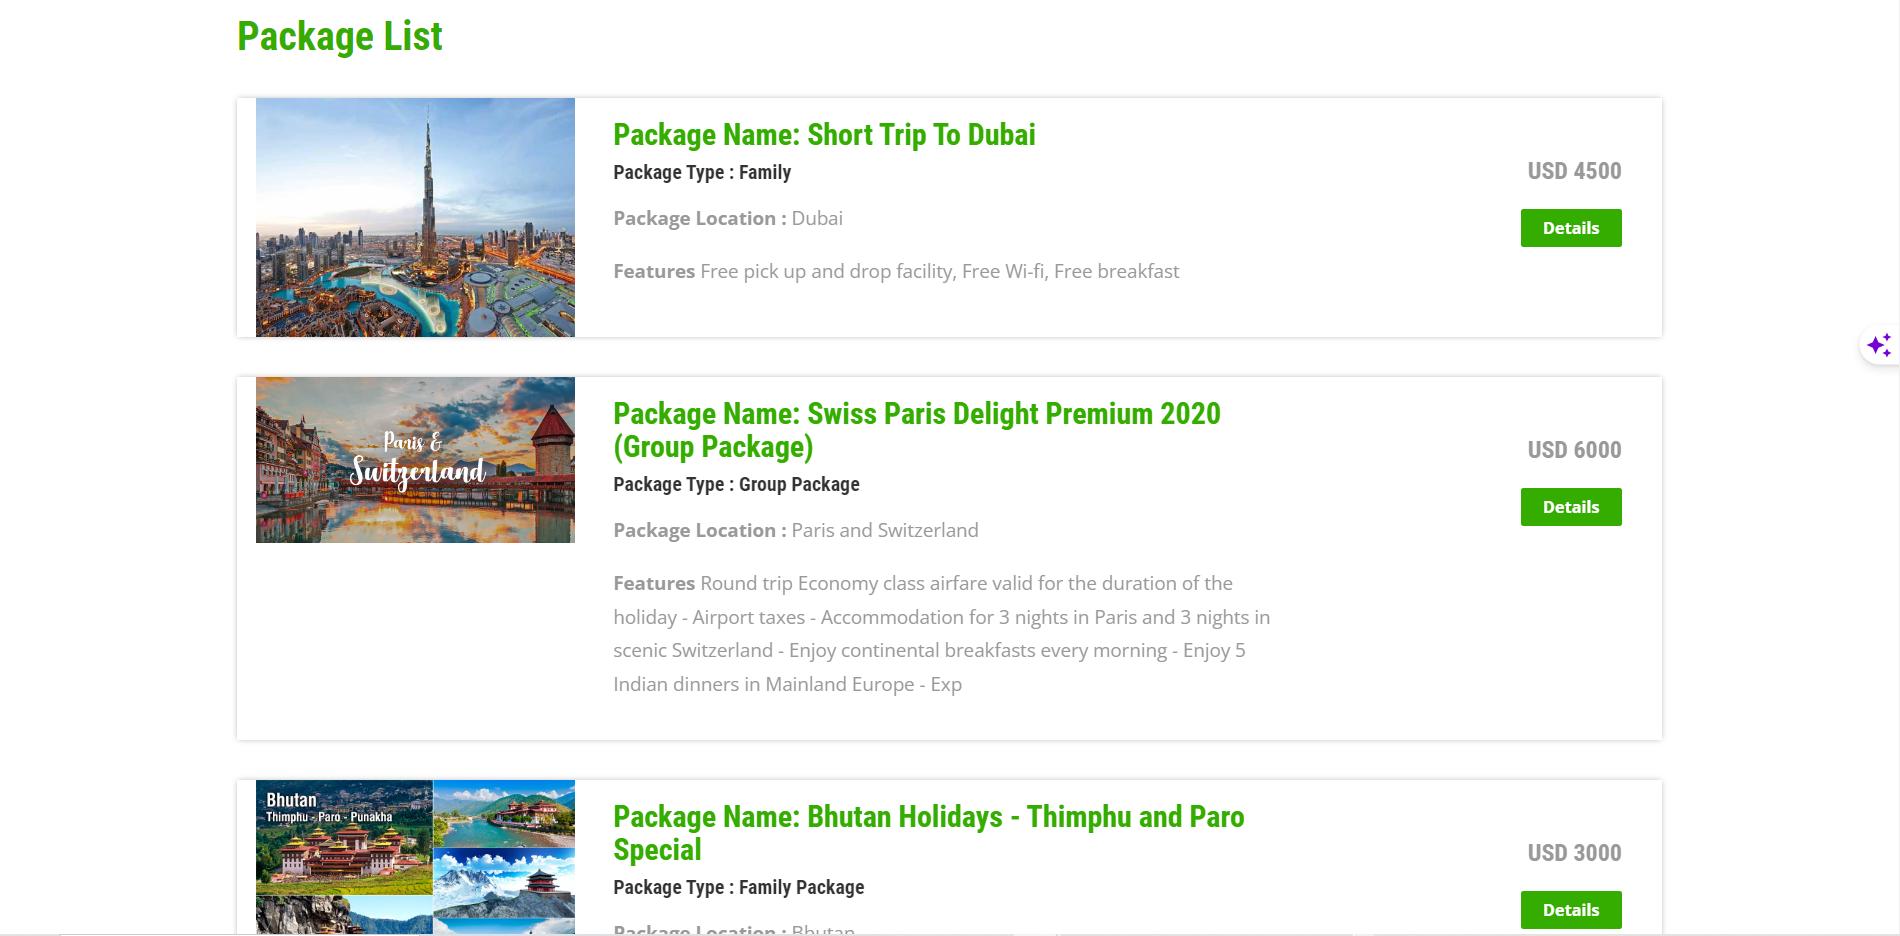 Package List
Package Name: Short Trip To Dubai
Package Type : Family
Package Location : Dubai
Features Free pick up and drop facility, Free Wi-fi, Free breakfast
USD 4500
Details
Paris &
Switzerland
Package Name: Swiss Paris Delight Premium 2020
(Group Package)
Package Type : Group Package
Package Location : Paris and Switzerland
Features Round trip Economy class airfare valid for the duration of the
holiday - Airport taxes - Accommodation for 3 nights in Paris and 3 nights in
scenic Switzerland - Enjoy continental breakfasts every morning - Enjoy 5
Indian dinners in Mainland Europe - Exp
USD 6000
Details
Bhutan
Thimphu - Paro - Punakha
Package Name: Bhutan Holidays - Thimphu and Paro
Special
Package Type : Family Package
Package Location : Bhutan
USD 3000
Details